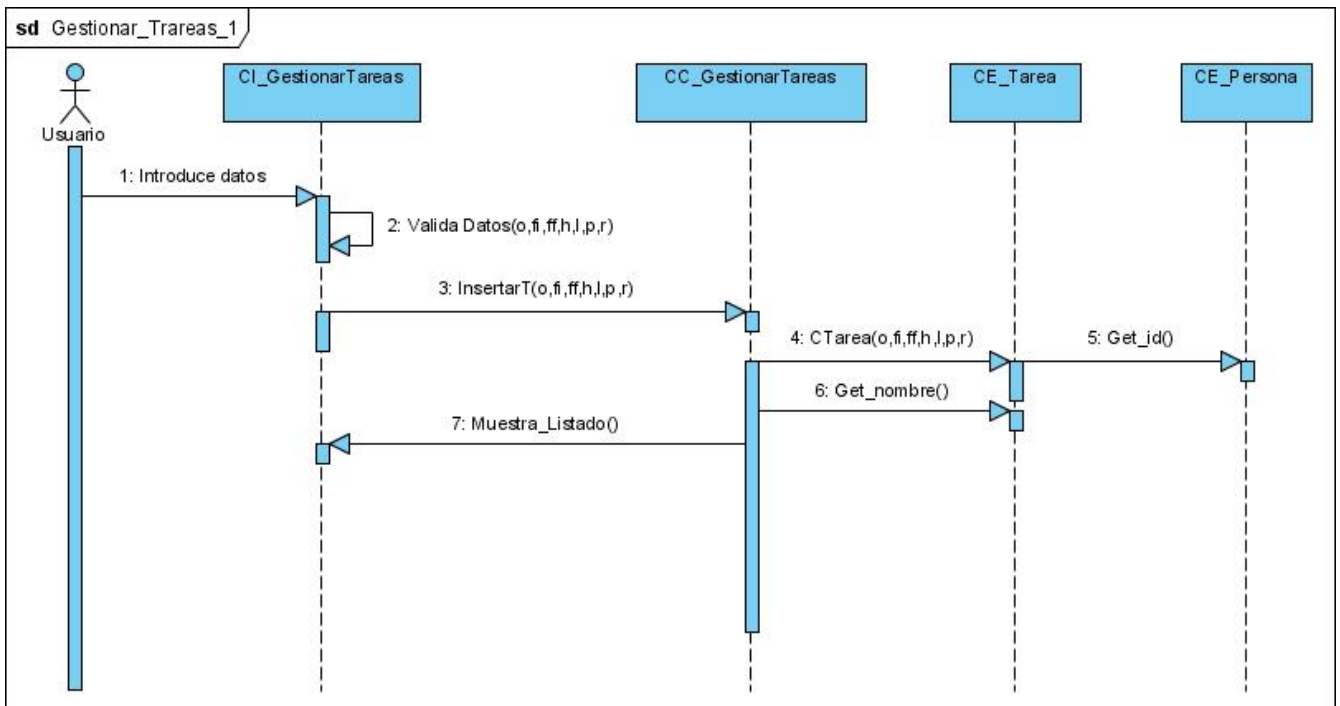 sd Gestionar_Trareas_1
CI_GestionarTareas
CC_GestionarTareas
CE_Tarea
CE_Persona
Usuario
1: Introduce datos
2: Valida Datos(o,fi,ff,h,l,p,r)
3: InsertarT(o,fi,ff,h,l,p,r)
4: CTarea(o,fi,ff,h,l,p,r)
5: Get_id()
6: Get_nombre()
7: Muestra_Listado()